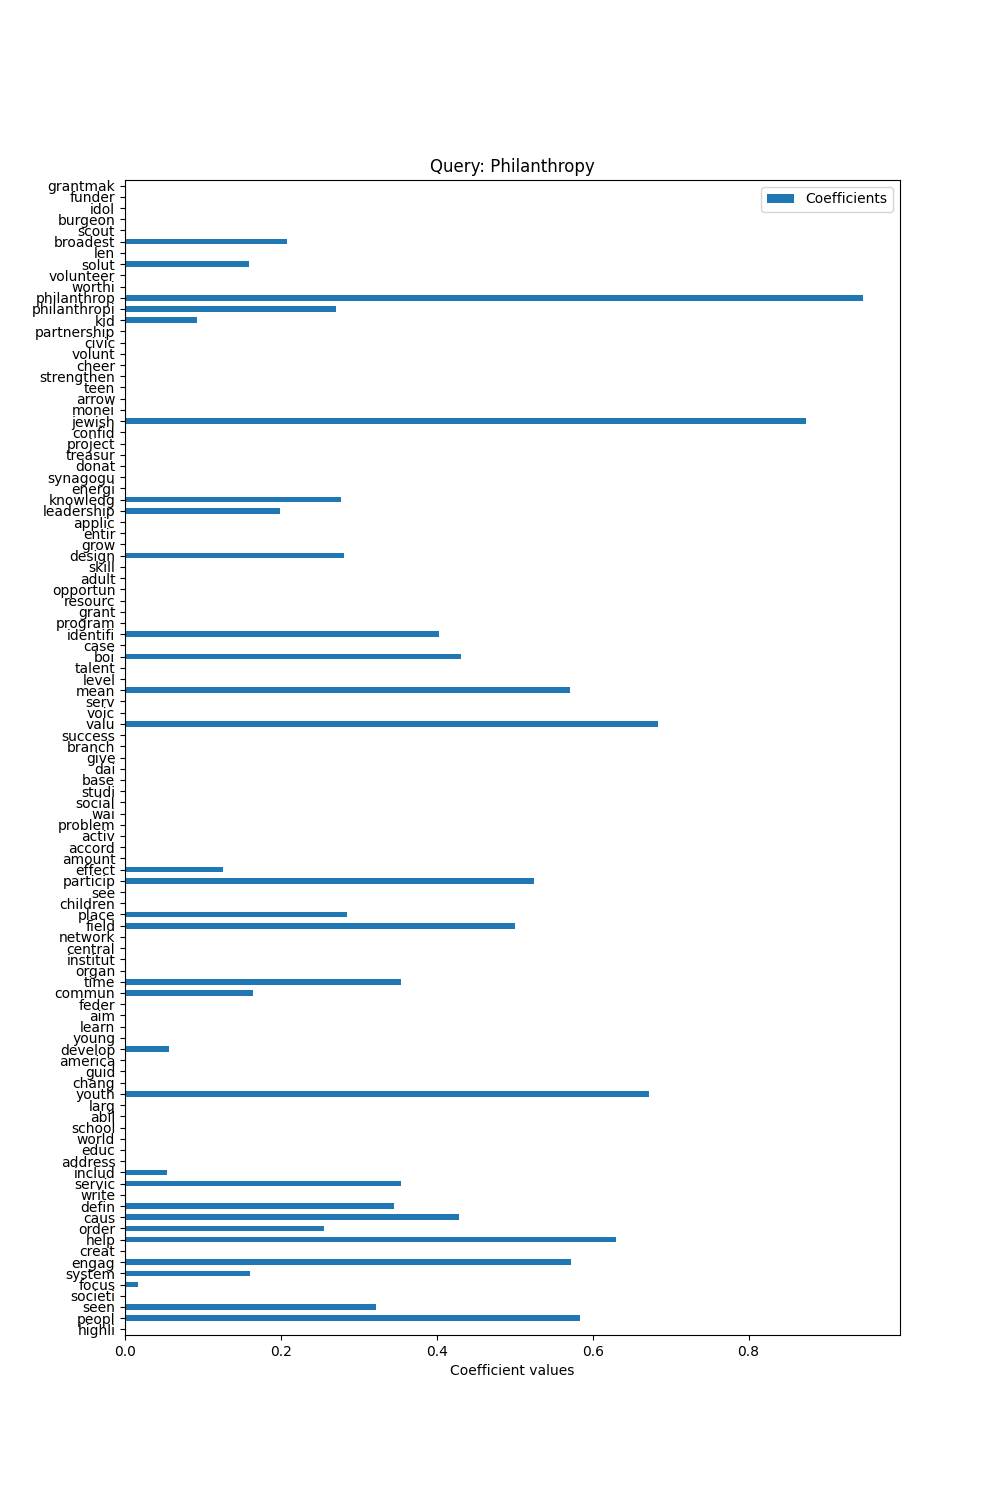 Query: Philanthropy
Coefficients
grantmak
funder
idol
burgeon
scout
broadest
len
solut
volunteer
worthi
philanthrop
philanthropi
kid
partnership
civic
volunt
cheer
strengthen
teen
arrow
monei
jewish
confid
project
treasur
donat
synagogu
energi
knowledg
leadership
applic
entir
grow
design
skill
adult
opportun
resourc
grant
program
identifi
case
boi
talent
level
mean
serv
voic
valu
success
branch
give
dai
base
studi
social
wai
problem
activ
accord
amount
effect
particip
see
children
place
field
network
central
institut
organ
time
commun
feder
aim
learn
young
develop
america
guid
chang
youth
larg
abil
school
world
educ
address
includ
servic
write
defin
caus
order
help
creat
engag
system
focus
societi
seen
peopl
highli
0.0 0.2 0.4 0.6 0.8
Coefficient values